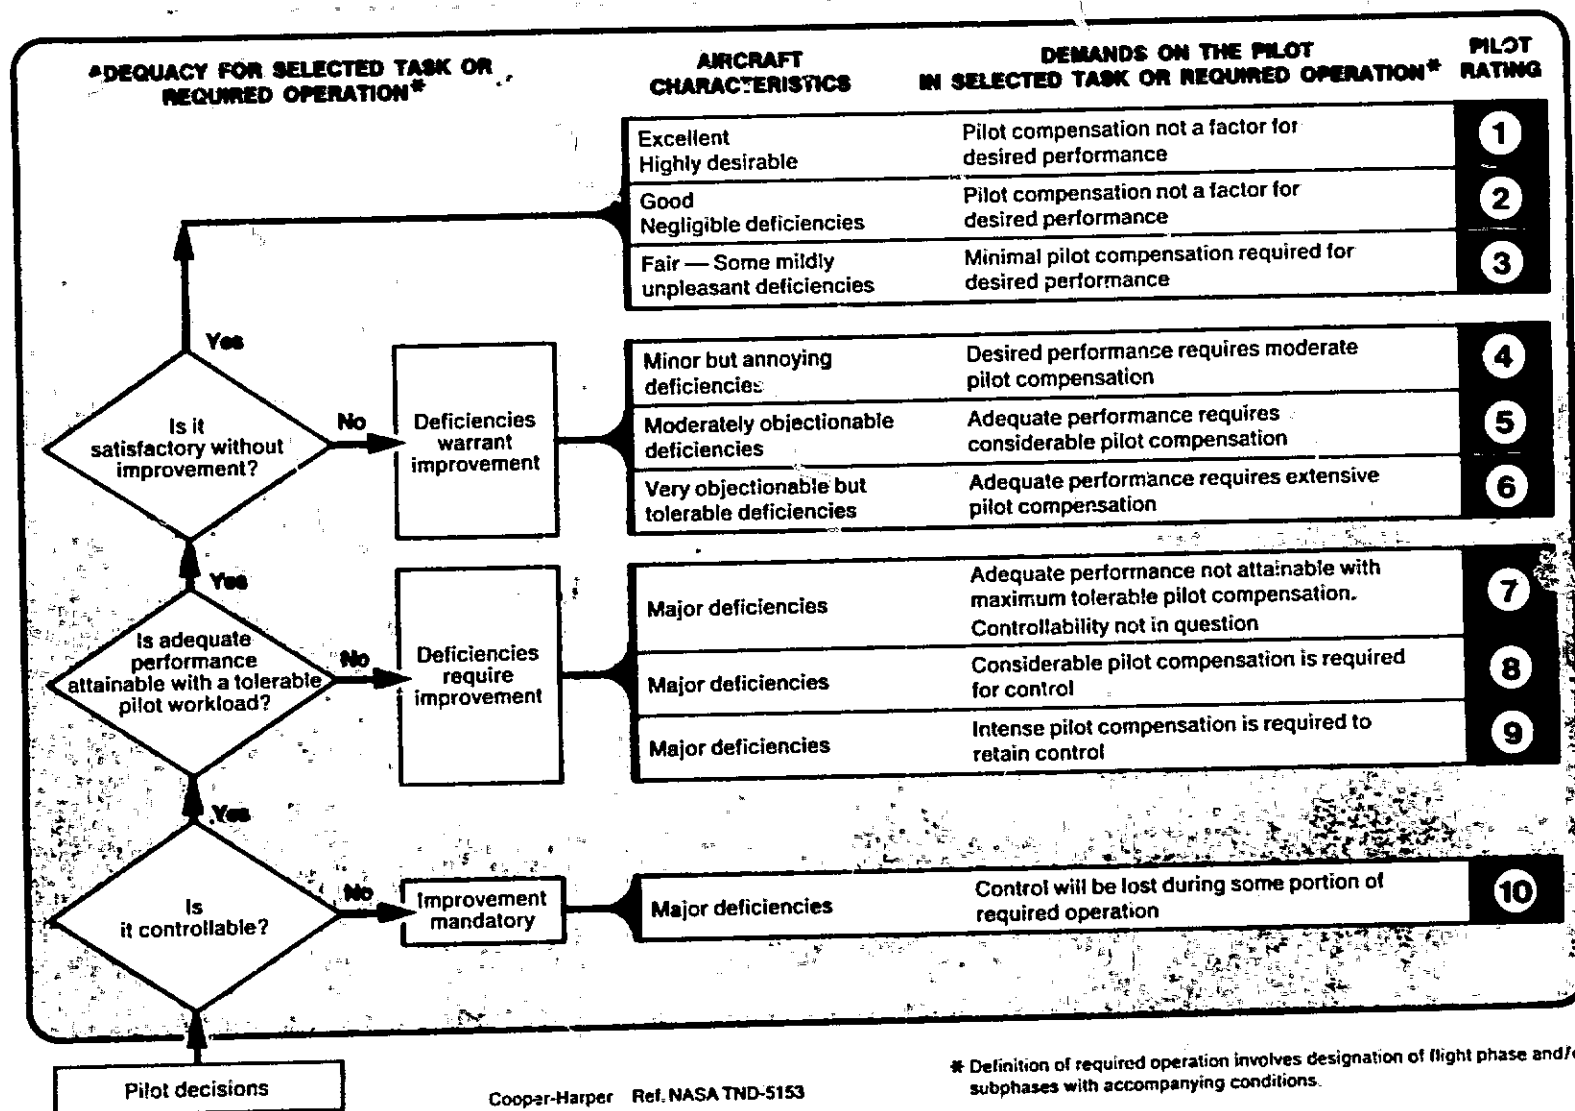 ADEQUACY FOR SELECTED TASK OR
REQUIRED OPERATION*
AIRCRAFT
CHARACTERISTICS
DEMANDS ON THE PILOT
IN SELECTED TASK OR REQUIRED OPERATION*
PILOT
RATING
Excellent
Highly desirable
Pilot compensation not a factor for
desired performance
1
Good
Negligible deficiencies
Pilot compensation not a factor for
desired performance
2
Fair — Some mildly
unpleasant deficiencies
Minimal pilot compensation required for
desired performance
3
Yes
Is it
satisfactory without
improvement?
No
Deficiencies
warrant
improvement
Minor but annoying
deficiencies
Desired performance requires moderate
pilot compensation
4
Moderately objectionable
deficiencies
Adequate performance requires
considerable pilot compensation
5
Very objectionable but
tolerable deficiencies
Adequate performance requires extensive
pilot compensation
6
Yes
Is adequate
performance
attainable with a tolerable
pilot workload?
No
Deficiencies
require
improvement
Major deficiencies
Adequate performance not attainable with
maximum tolerable pilot compensation.
Controllability not in question
7
Major deficiencies
Considerable pilot compensation is required
for control
8
Major deficiencies
Intense pilot compensation is required to
retain control
9
Yes
Is
it controllable?
No
Improvement
mandatory
Major deficiencies
Control will be lost during some portion of
required operation
10
Pilot decisions
Cooper-Harper Ref. NASA TND-5153
* Definition of required operation involves designation of flight phase and/
subphases with accompanying conditions.